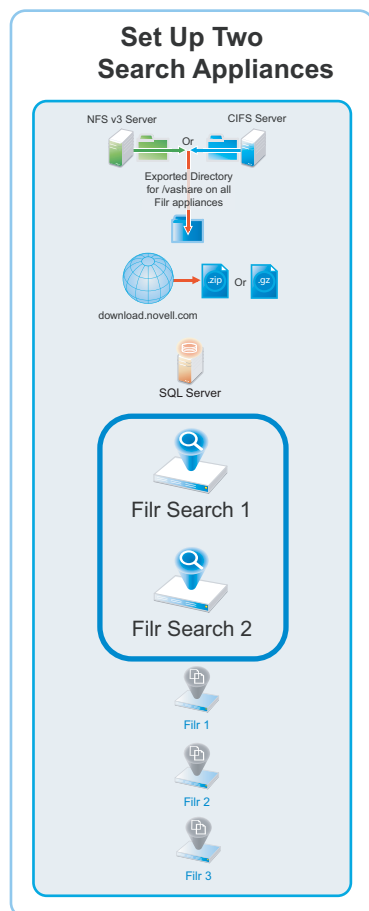 Set Up Two
Search Appliances
NFS v3 Server
CIFS Server
Or
Exported Directory
for /vashare on all
Filr appliances
.zip
Or
.gz
download.novell.com
SQL Server
Filr Search 1
Filr Search 2
Filr 1
Filr 2
Filr 3